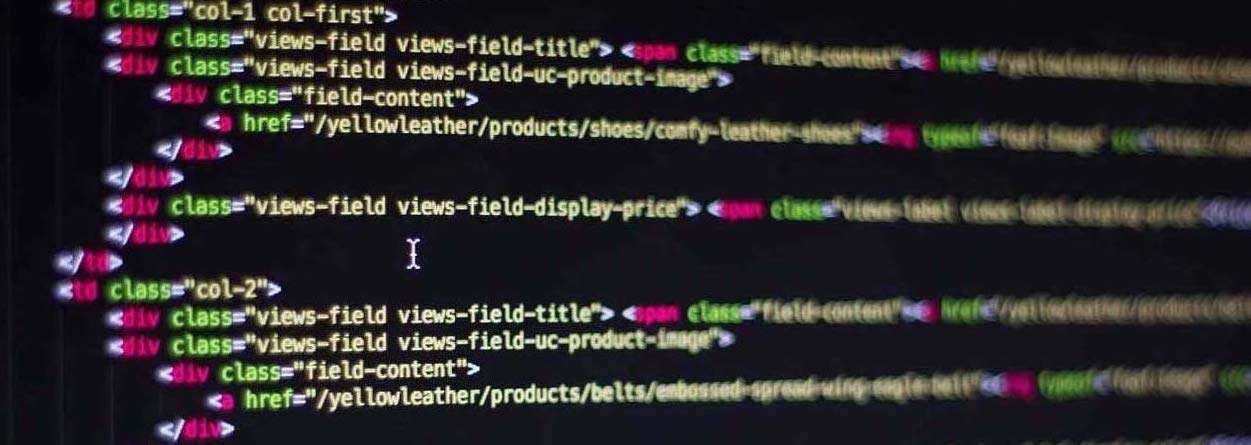 <td class="col-1 col-first">
<div class="views-field views-field-title"> <span class="field-content"><a href="/yellowleather/products/
<div class="views-field views-field-uc-product-image">
<div class="field-content">
<a href="/yellowleather/products/shoes/comfy-leather-shoes"><img typeof="foaf:Image"
</div>
</div>
<div class="views-field views-field-display-price"> <span class="views-label views-label-display-price"
</div>
</td>
<td class="col-2">
<div class="views-field views-field-title"> <span class="field-content"><a href="/yellowleather/products/
<div class="views-field views-field-uc-product-image">
<div class="field-content">
<a href="/yellowleather/products/belts/embossed-spread-wing-eagle-belt"><img typeof="foaf:Image"
</div>